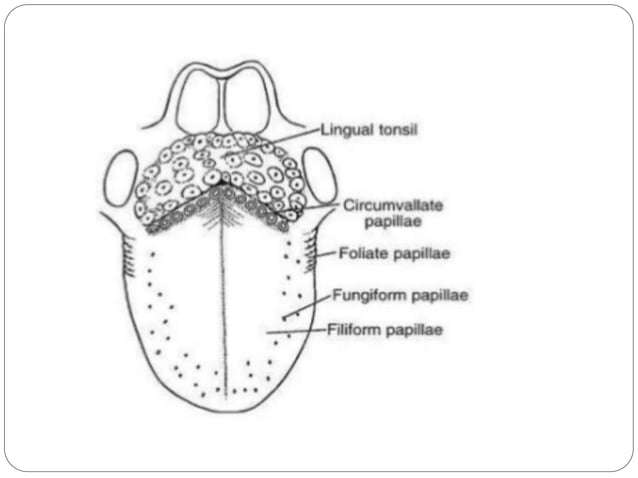 Lingual tonsil
Circumvallate
papillae
Foliate papillae
Fungiform papillae
Filiform papillae